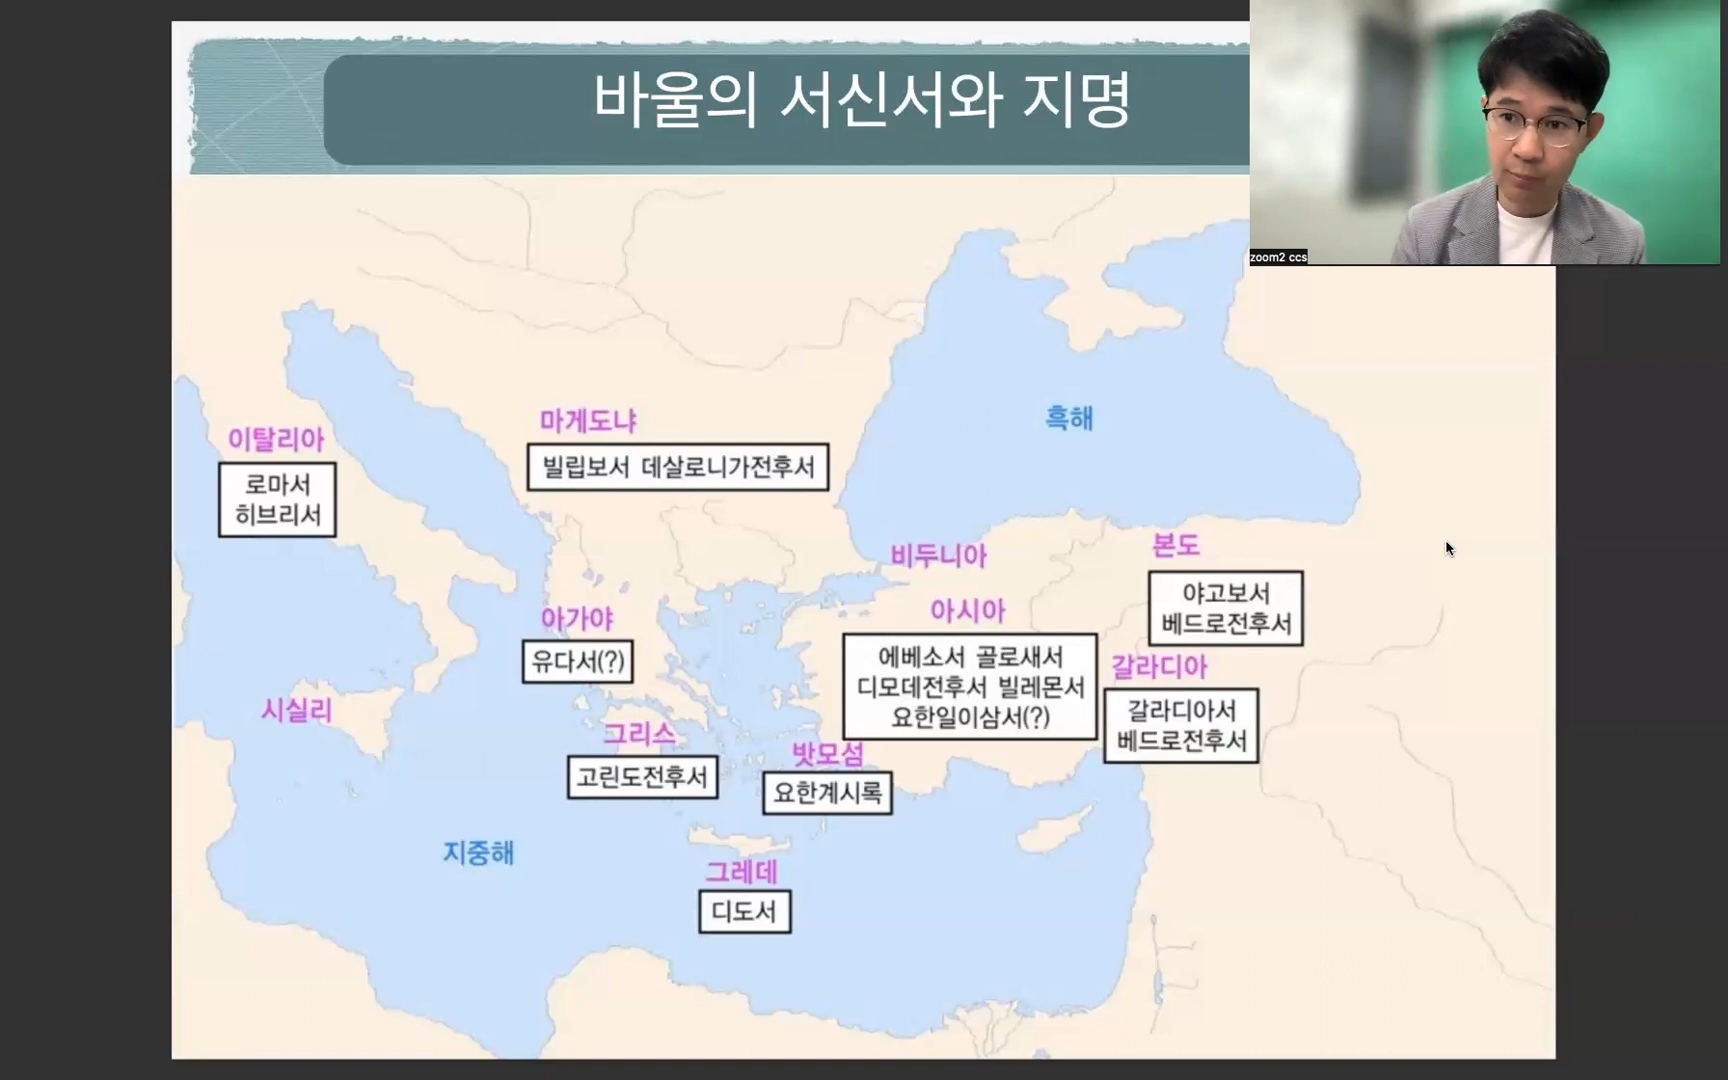 바울의 서신서와 지명
zoom2 ccs
이탈리아
로마서
히브리서
마게도냐
빌립보서 데살로니가전후서
흑해
비두니아
본도
야고보서
베드로전후서
아시아
에베소서 골로새서
디모데전후서 빌레몬서
요한일이삼서(?)
갈라디아
갈라디아서
베드로전후서
아가야
유다서(?)
시실리
그리스
고린도전후서
밧모섬
요한계시록
지중해
그레데
디도서